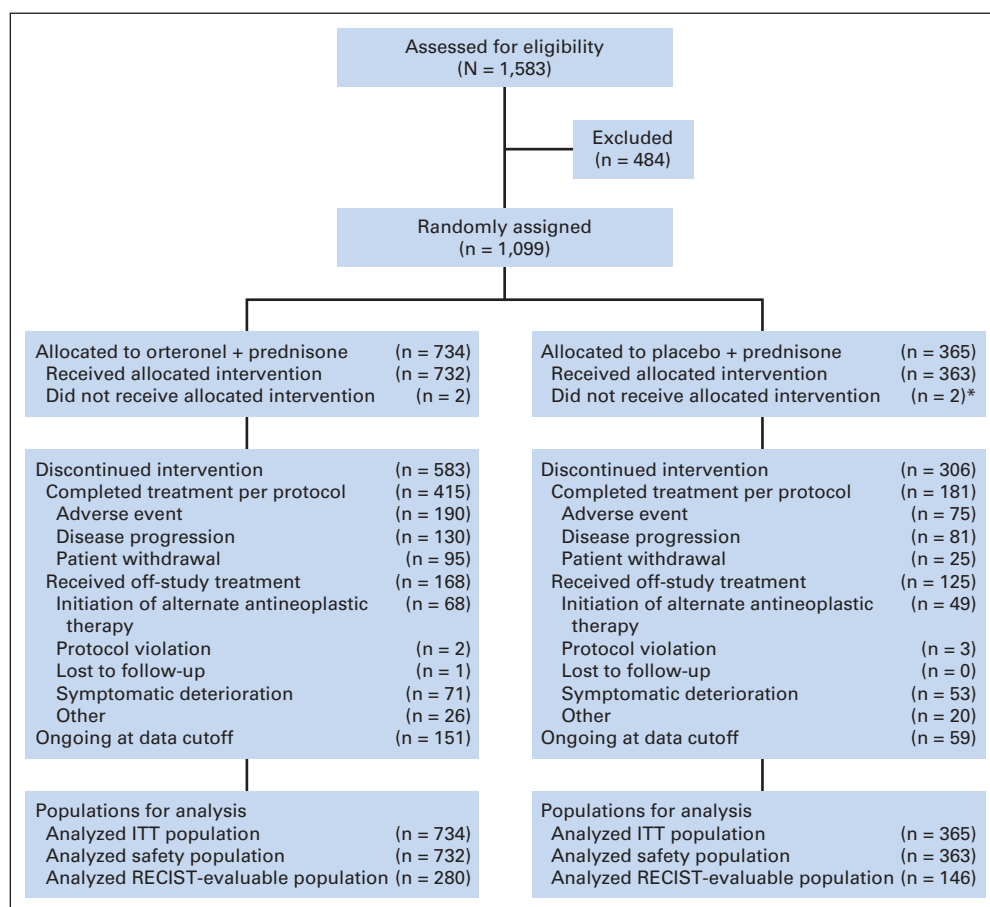 Assessed for eligibility
(N = 1,583)
Excluded
(n = 484)
Randomly assigned
(n = 1,099)
Allocated to orteronel + prednisone (n = 734)
Received allocated intervention (n = 732)
Did not receive allocated intervention (n = 2)
Allocated to placebo + prednisone (n = 365)
Received allocated intervention (n = 363)
Did not receive allocated intervention (n = 2)*
Discontinued intervention (n = 583)
Completed treatment per protocol (n = 415)
Adverse event (n = 190)
Disease progression (n = 130)
Patient withdrawal (n = 95)
Received off-study treatment (n = 168)
Initiation of alternate antineoplastic (n = 68)
therapy
Protocol violation (n = 2)
Lost to follow-up (n = 1)
Symptomatic deterioration (n = 71)
Other (n = 26)
Ongoing at data cutoff (n = 151)
Discontinued intervention (n = 306)
Completed treatment per protocol (n = 181)
Adverse event (n = 75)
Disease progression (n = 81)
Patient withdrawal (n = 25)
Received off-study treatment (n = 125)
Initiation of alternate antineoplastic (n = 49)
therapy
Protocol violation (n = 3)
Lost to follow-up (n = 0)
Symptomatic deterioration (n = 53)
Other (n = 20)
Ongoing at data cutoff (n = 59)
Populations for analysis
Analyzed ITT population (n = 734)
Analyzed safety population (n = 732)
Analyzed RECIST-evaluable population (n = 280)
Populations for analysis
Analyzed ITT population (n = 365)
Analyzed safety population (n = 363)
Analyzed RECIST-evaluable population (n = 146)